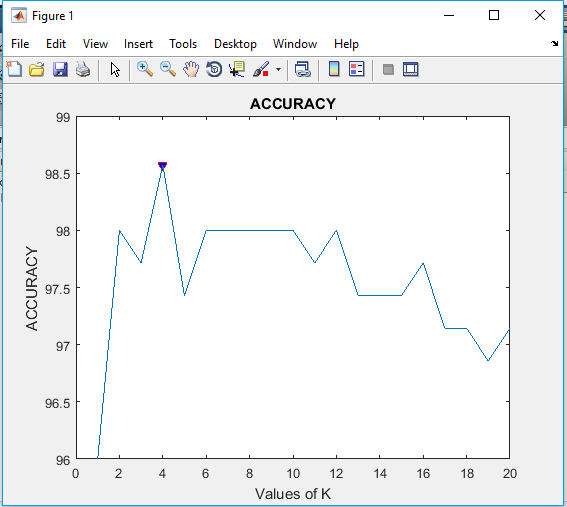 Figure 1
File Edit View Insert Tools Desktop Window Help
ACCURACY
99
98.5
98
97.5
97
96.5
96
ACCURACY
0 2 4 6 8 10 12 14 16 18 20
Values of K